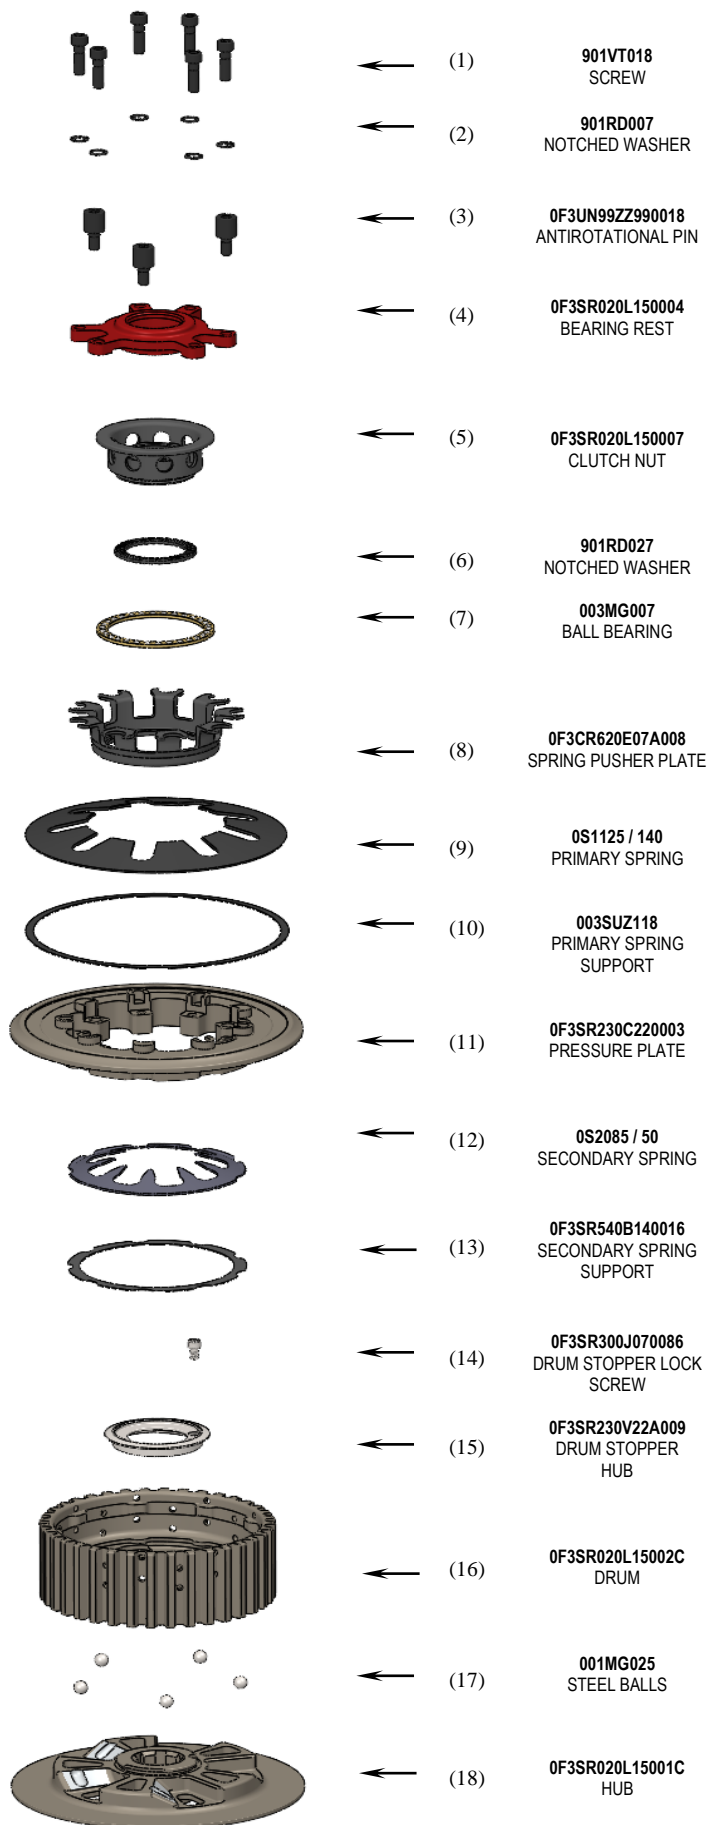 (1)
901VT018
SCREW
(2)
901RD007
NOTCHED WASHER
(3)
0F3UN99ZZ990018
ANTIROTATIONAL PIN
(4)
0F3SR020L150004
BEARING REST
(5)
0F3SR020L150007
CLUTCH NUT
(6)
901RD027
NOTCHED WASHER
(7)
003MG007
BALL BEARING
(8)
0F3CR620E07A008
SPRING PUSHER PLATE
(9)
0S1125 / 140
PRIMARY SPRING
(10)
003SUZ118
PRIMARY SPRING
SUPPORT
(11)
0F3SR230C220003
PRESSURE PLATE
(12)
0S2085 / 50
SECONDARY SPRING
(13)
0F3SR540B140016
SECONDARY SPRING
SUPPORT
(14)
0F3SR300J070086
DRUM STOPPER LOCK
SCREW
(15)
0F3SR230V22A009
DRUM STOPPER
HUB
(16)
0F3SR020L15002C
DRUM
(17)
001MG025
STEEL BALLS
(18)
0F3SR020L15001C
HUB